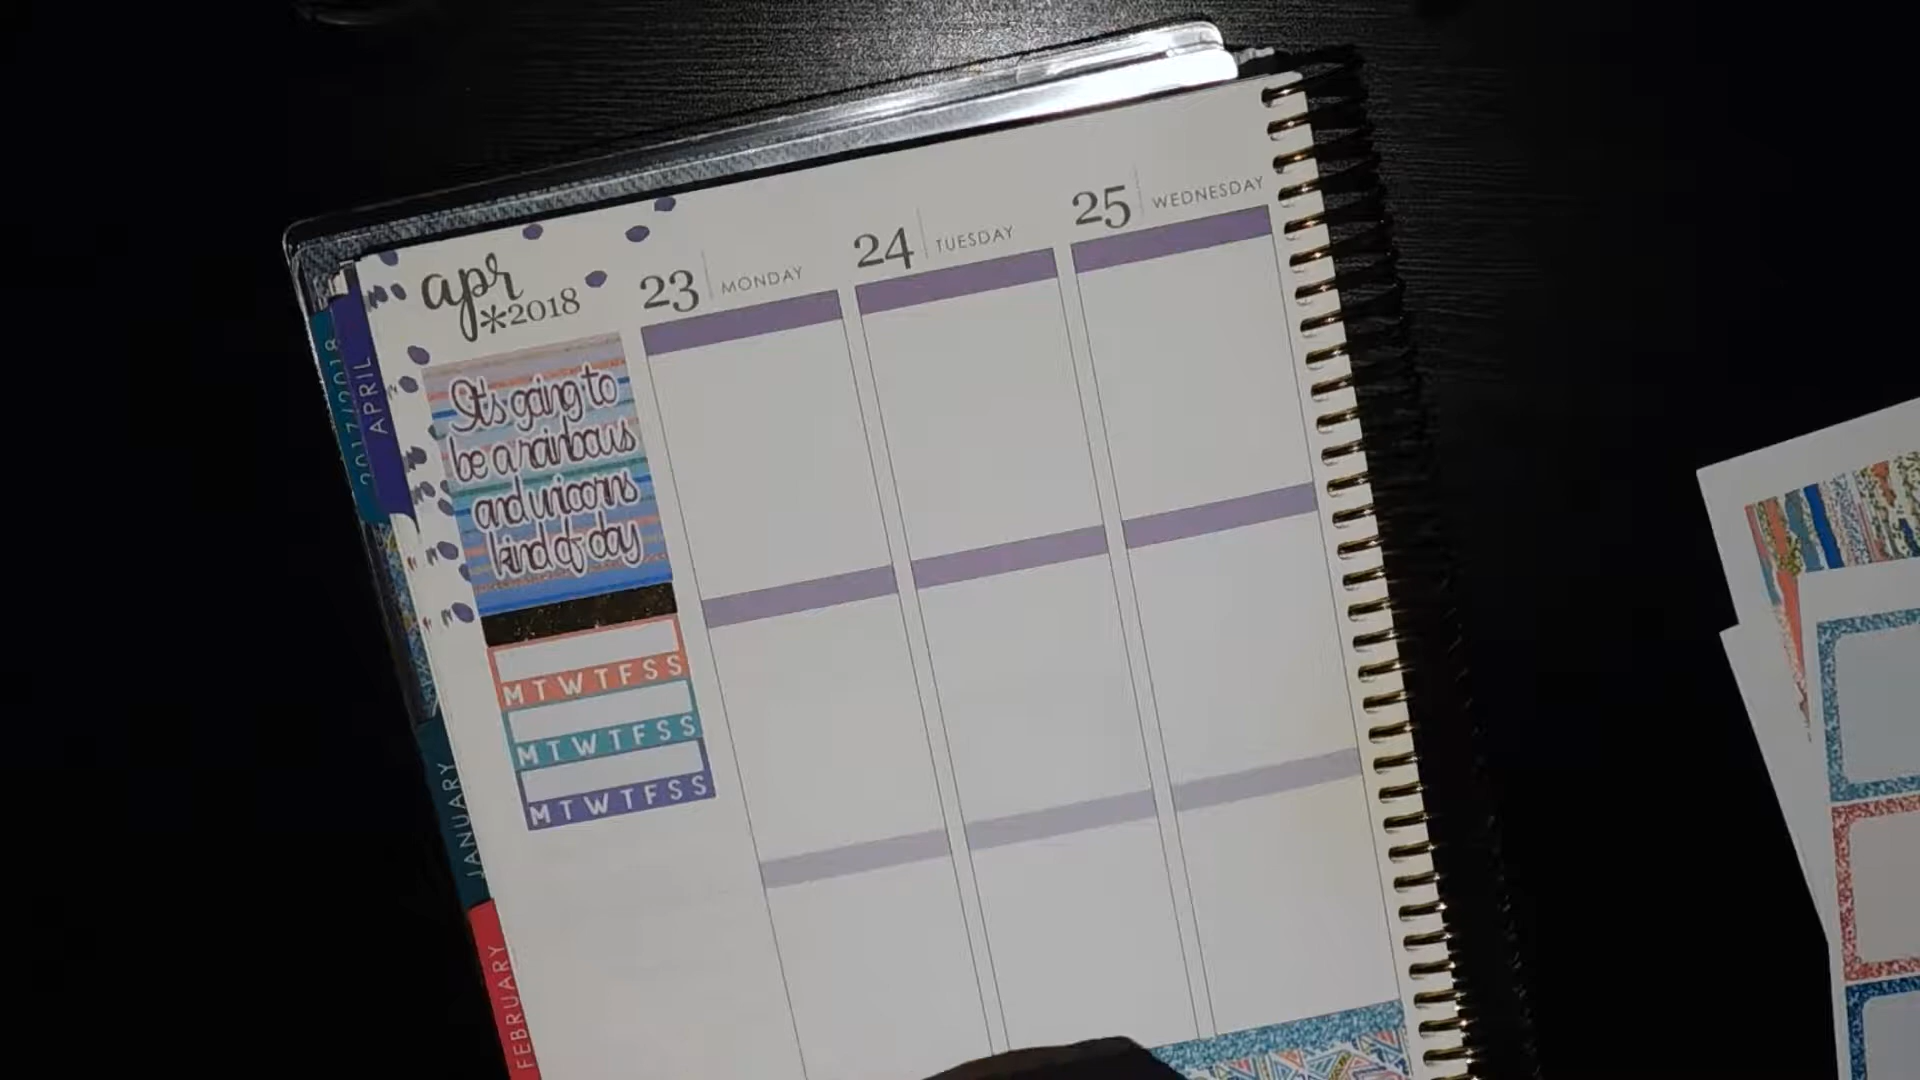 apr
*2018
23 MONDAY
24 TUESDAY
25 WEDNESDAY
2017/2018
APRIL
It's going to
be a rainbows
and unicorns
kind of day
M T W T F S S
M T W T F S S
M T W T F S S
JANUARY
FEBRUARY